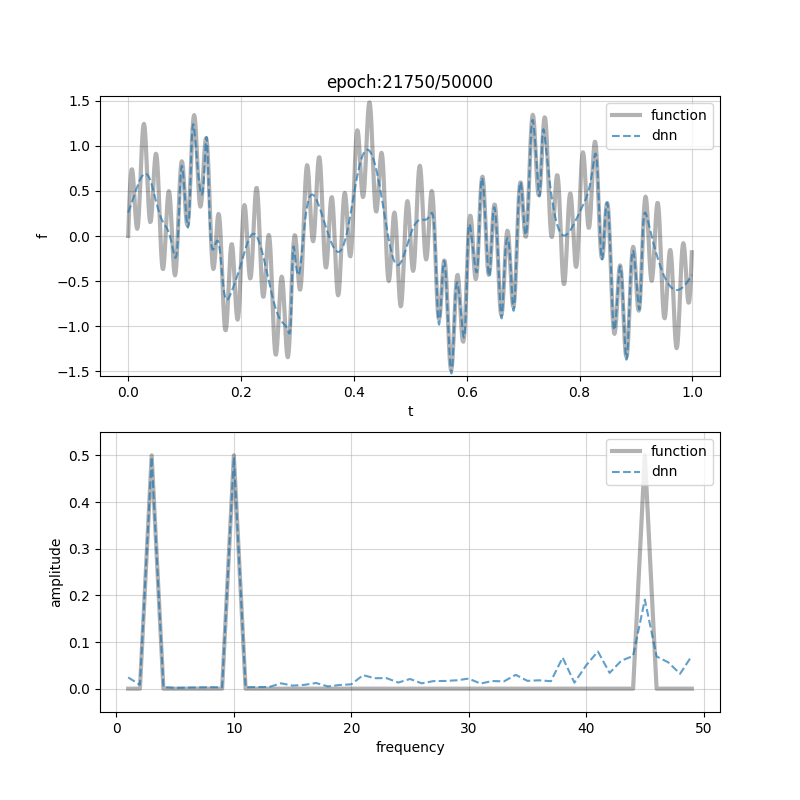 epoch:21750/50000
1.5
1.0
0.5
0.0
−0.5
−1.0
−1.5
f
function
dnn
0.0 0.2 0.4 0.6 0.8 1.0
t
0.5
0.4
0.3
0.2
0.1
0.0
amplitude
function
dnn
0 10 20 30 40 50
frequency